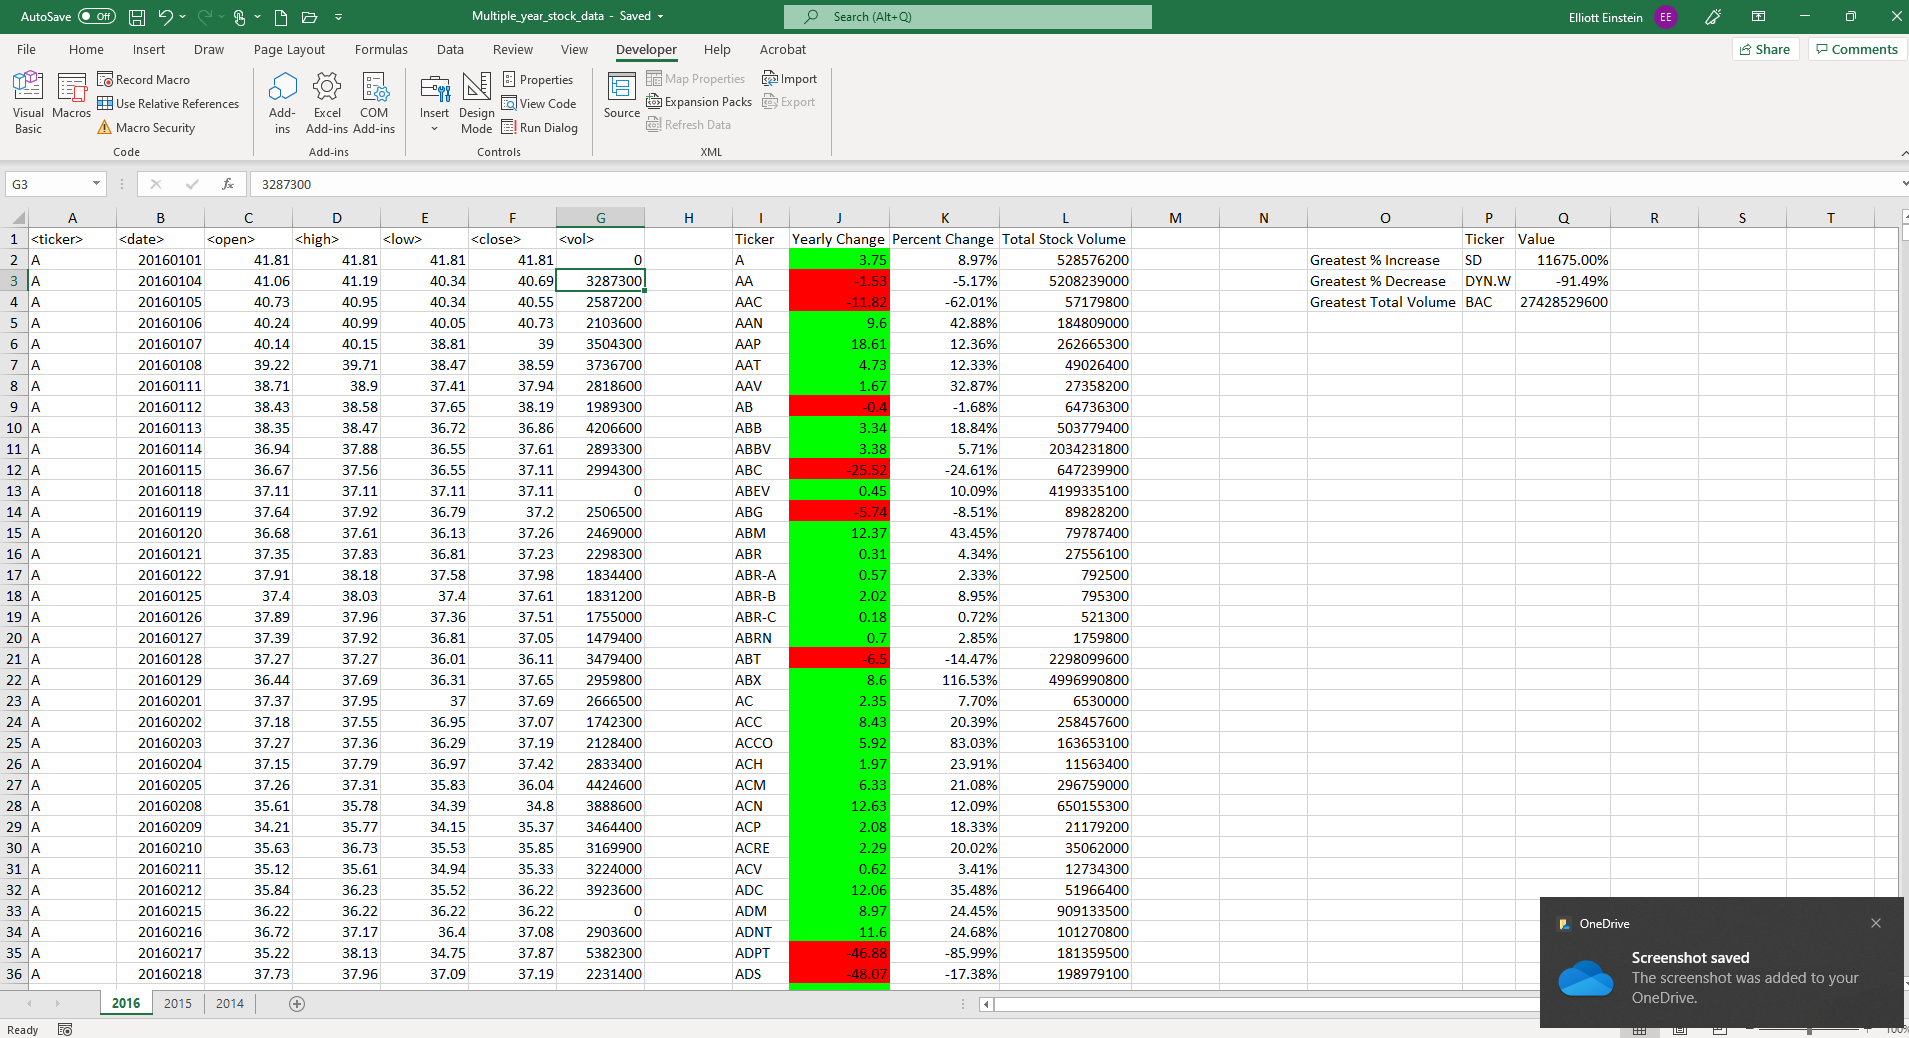 AutoSave Off Multiple_year_stock_data - Saved Search (Alt+Q) Elliott Einstein EE
File Home Insert Draw Page Layout Formulas Data Review View Developer Help Acrobat Share Comments
Visual Basic Macros Record Macro Use Relative References Macro Security
Add-ins Excel Add-ins COM Add-ins
Insert Design Mode Properties View Code Run Dialog
Source Map Properties Expansion Packs Refresh Data Import Export
Code Add-ins Controls XML
G3 fx 3287300
A B C D E F G H I J K L M N O P Q R S T
1 <ticker> <date> <open> <high> <low> <close> <vol> Ticker Yearly Change Percent Change Total Stock Volume Ticker Value
2 A 20160101 41.81 41.81 41.81 41.81 0 A 3.75 8.97% 528576200 Greatest % Increase SD 11675.00%
3 A 20160104 41.06 41.19 40.34 40.69 3287300 AA -1.53 -5.17% 5208239000 Greatest % Decrease DYN.W -91.49%
4 A 20160105 40.73 40.95 40.34 40.55 2587200 AAC -11.82 -62.01% 57179800 Greatest Total Volume BAC 27428529600
5 A 20160106 40.24 40.99 40.05 40.73 2103600 AAN 9.6 42.88% 184809000
6 A 20160107 40.14 40.15 38.81 39 3504300 AAP 18.61 12.36% 262665300
7 A 20160108 39.22 39.71 38.47 38.59 3736700 AAT 4.73 12.33% 49026400
8 A 20160111 38.71 38.9 37.41 37.94 2818600 AAV 1.67 32.87% 27358200
9 A 20160112 38.43 38.58 37.65 38.19 1989300 AB -0.4 -1.68% 64736300
10 A 20160113 38.35 38.47 36.72 36.86 4206600 ABB 3.34 18.84% 503779400
11 A 20160114 36.94 37.88 36.55 37.61 2893300 ABBV 3.38 5.71% 2034231800
12 A 20160115 36.67 37.56 36.55 37.11 2994300 ABC -25.52 -24.61% 647239900
13 A 20160118 37.11 37.11 37.11 37.11 0 ABEV 0.45 10.09% 4199335100
14 A 20160119 37.64 37.92 36.79 37.2 2506500 ABG -5.74 -8.51% 89828200
15 A 20160120 36.68 37.61 36.13 37.26 2469000 ABM 12.37 43.45% 79787400
16 A 20160121 37.35 37.83 36.81 37.23 2298300 ABR 0.31 4.34% 27556100
17 A 20160122 37.91 38.18 37.58 37.98 1834400 ABR-A 0.57 2.33% 792500
18 A 20160125 37.4 38.03 37.4 37.61 1831200 ABR-B 2.02 8.95% 795300
19 A 20160126 37.89 37.96 37.36 37.51 1755000 ABR-C 0.18 0.72% 521300
20 A 20160127 37.39 37.92 36.81 37.05 1479400 ABRN 0.7 2.85% 1759800
21 A 20160128 37.27 37.27 36.01 36.11 3479400 ABT -6.5 -14.47% 2298099600
22 A 20160129 36.44 37.69 36.31 37.65 2959800 ABX 8.6 116.53% 4996990800
23 A 20160201 37.37 37.95 37 37.69 2666500 AC 2.35 7.70% 6530000
24 A 20160202 37.18 37.55 36.95 37.07 1742300 ACC 8.43 20.39% 258457600
25 A 20160203 37.27 37.36 36.29 37.19 2128400 ACCO 5.92 83.03% 163653100
26 A 20160204 37.15 37.79 36.97 37.42 2833400 ACH 1.97 23.91% 11563400
27 A 20160205 37.26 37.31 35.83 36.04 4424600 ACM 6.33 21.08% 296759000
28 A 20160208 35.61 35.78 34.39 34.8 3888600 ACN 12.63 12.09% 650155300
29 A 20160209 34.21 35.77 34.15 35.37 3464400 ACP 2.08 18.33% 21179200
30 A 20160210 35.63 36.73 35.53 35.85 3169900 ACRE 2.29 20.02% 35062000
31 A 20160211 35.12 35.61 34.94 35.33 3224000 ACV 0.62 3.41% 12734300
32 A 20160212 35.84 36.23 35.52 36.22 3923600 ADC 12.06 35.48% 51966400
33 A 20160215 36.22 36.22 36.22 36.22 0 ADM 8.97 24.45% 909133500
34 A 20160216 36.72 37.17 36.4 37.08 2903600 ADNT 11.6 24.68% 101270800
35 A 20160217 35.22 38.13 34.75 37.87 5382300 ADPT -46.88 -85.99% 181359500
36 A 20160218 37.73 37.96 37.09 37.19 2231400 ADS -48.07 -17.38% 198979100
OneDrive
Screenshot saved
The screenshot was added to your
OneDrive.
2016 2015 2014
Ready